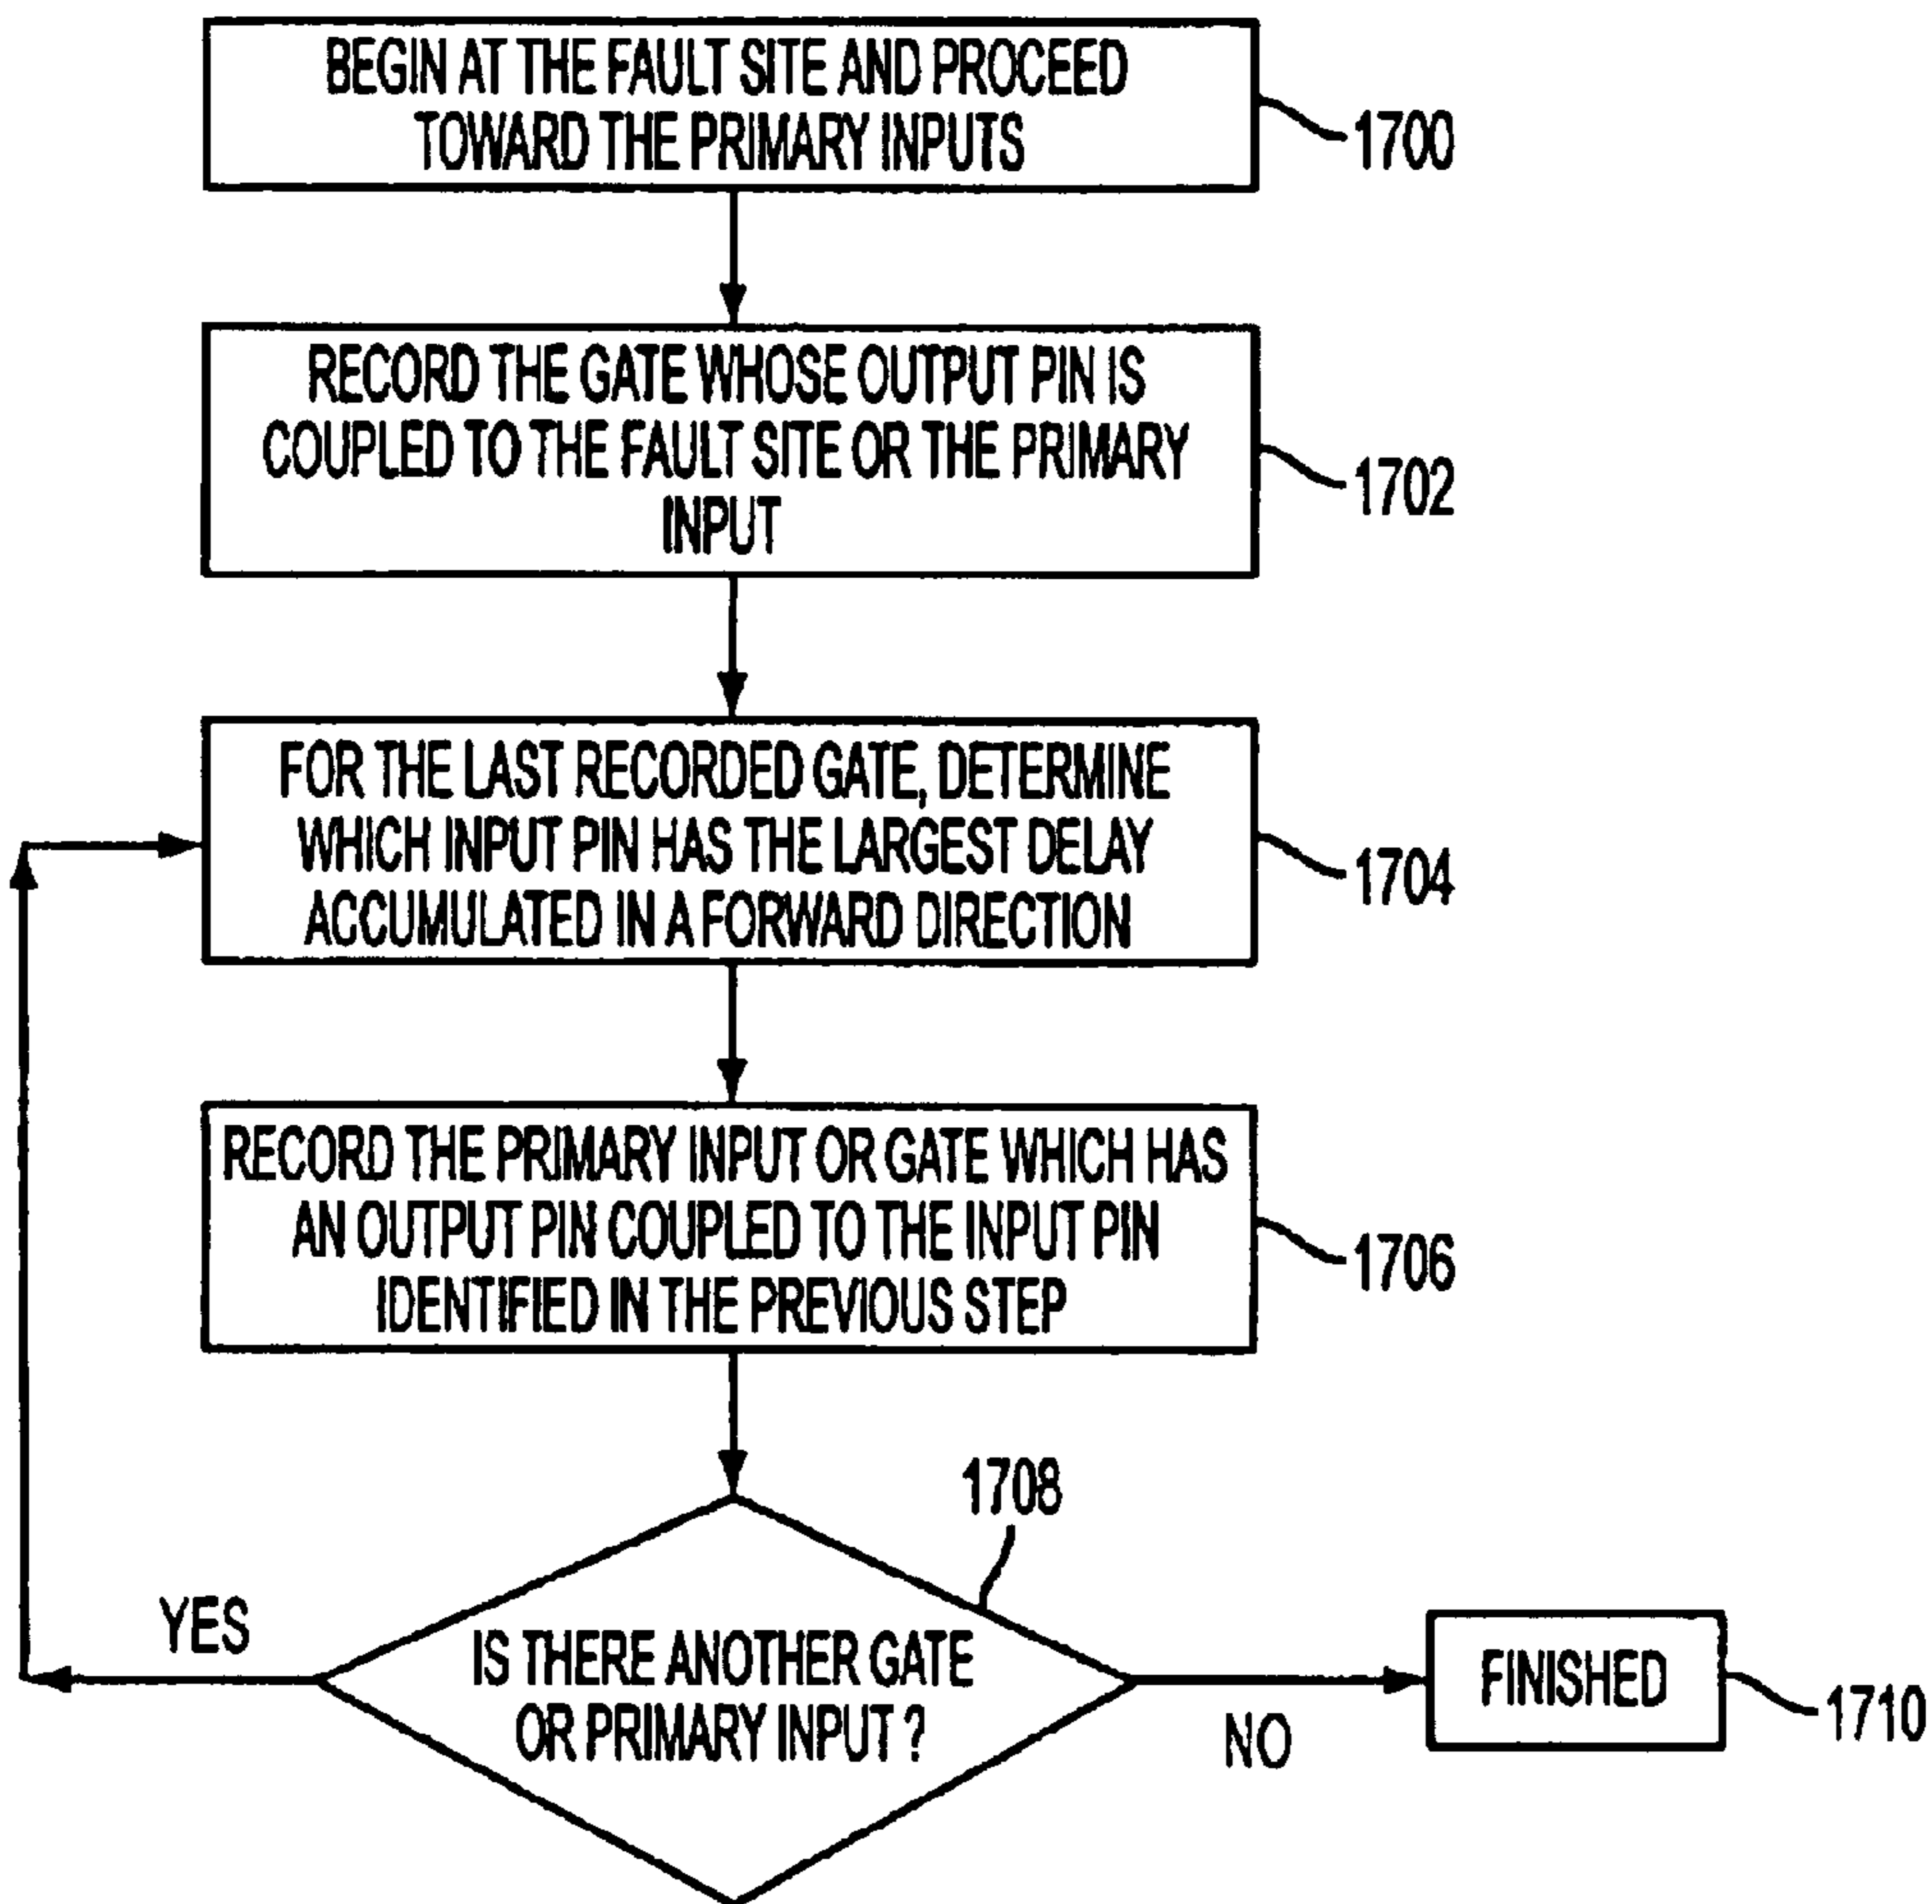 BEGIN AT THE FAULT SITE AND PROCEED
TOWARD THE PRIMARY INPUTS
1700
RECORD THE GATE WHOSE OUTPUT PIN IS
COUPLED TO THE FAULT SITE OR THE PRIMARY
INPUT
1702
FOR THE LAST RECORDED GATE, DETERMINE
WHICH INPUT PIN HAS THE LARGEST DELAY
ACCUMULATED IN A FORWARD DIRECTION
1704
RECORD THE PRIMARY INPUT OR GATE WHICH HAS
AN OUTPUT PIN COUPLED TO THE INPUT PIN
IDENTIFIED IN THE PREVIOUS STEP
1706
1708
YES
IS THERE ANOTHER GATE
OR PRIMARY INPUT ?
NO
FINISHED
1710